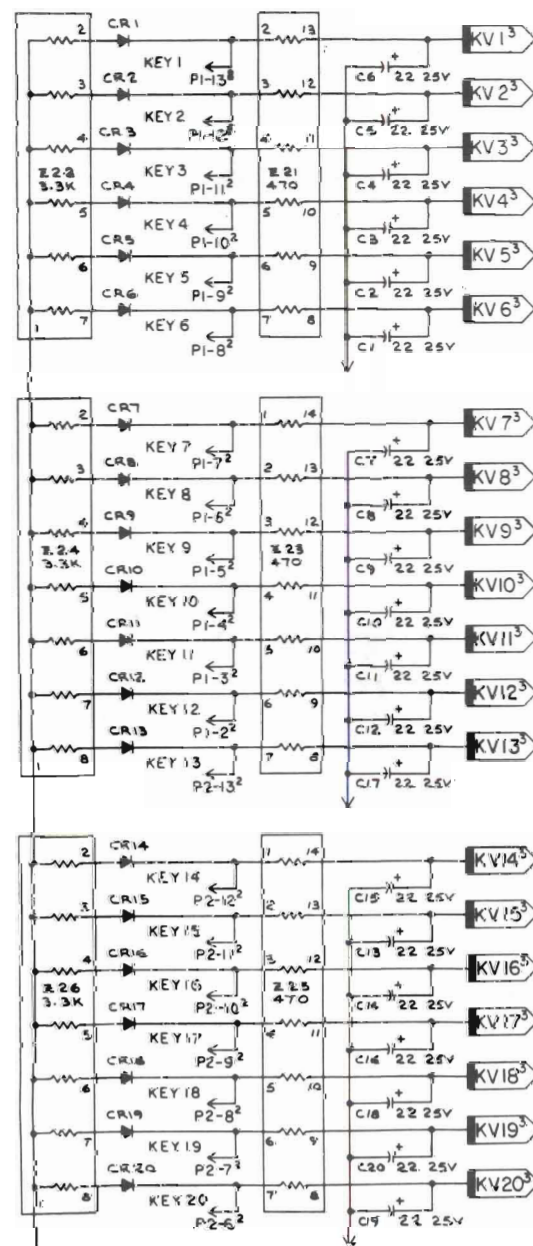 2 CR1 2 13 KV1³
KEY 1 C6 22 25V
P1-13²
3 CR2 3 12 KV2³
KEY 2 C5 22 25V
P1-12²
4 CR3 4 11 KV3³
Z22 3.3K KEY 3 Z21 470 C4 22 25V
P1-11²
5 CR4 5 10 KV4³
KEY 4 C3 22 25V
P1-10²
6 CR5 6 9 KV5³
KEY 5 C2 22 25V
P1-9²
1 7 CR6 7 8 KV6³
KEY 6 C1 22 25V
P1-8²
2 CR7 1 14 KV7³
KEY 7 C7 22 25V
P1-7²
3 CR8 2 13 KV8³
KEY 8 C8 22 25V
P1-6²
4 CR9 3 12 KV9³
Z24 3.3K KEY 9 Z23 470 C9 22 25V
P1-5²
5 CR10 4 11 KV10³
KEY 10 C10 22 25V
P1-4²
6 CR11 5 10 KV11³
KEY 11 C11 22 25V
P1-3²
7 CR12 6 9 KV12³
KEY 12 C12 22 25V
P1-2²
1 8 CR13 7 8 KV13³
KEY 13 C17 22 25V
P2-13²
2 CR14 1 14 KV14³
KEY 14 C15 22 25V
P2-12²
3 CR15 2 13 KV15³
KEY 15 C13 22 25V
P2-11²
4 CR16 3 12 KV16³
Z26 3.3K KEY 16 Z25 470 C14 22 25V
P2-10²
5 CR17 4 11 KV17³
KEY 17 C16 22 25V
P2-9²
6 CR18 5 10 KV18³
KEY 18 C18 22 25V
P2-8²
7 CR19 6 9 KV19³
KEY 19 C20 22 25V
P2-7²
1 8 CR20 7 8 KV20³
KEY 20 C19 22 25V
P2-6²